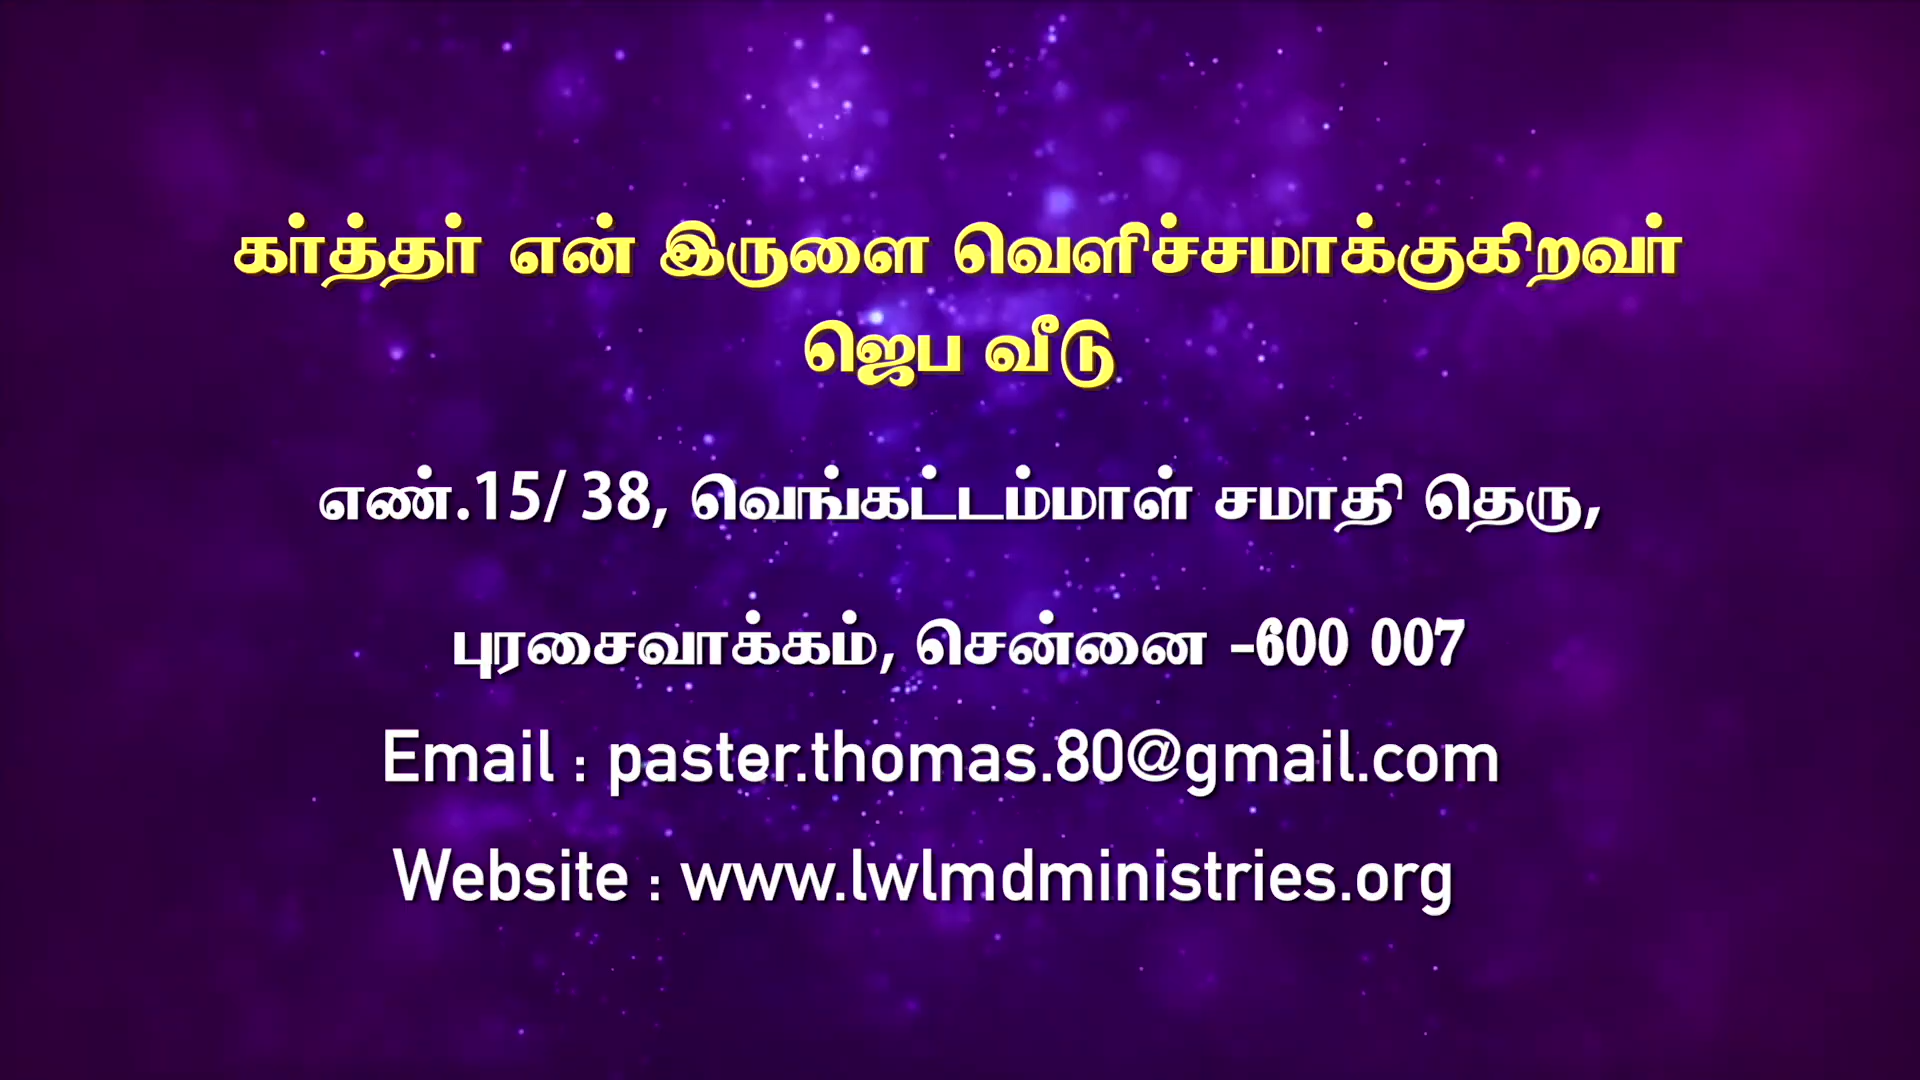 கர்த்தர் என் இருளை வெளிச்சமாக்குகிறவர்
ஜெப வீடு
எண்.15/ 38, வெங்கட்டம்மாள் சமாதி தெரு,
புரசைவாக்கம், சென்னை -600 007
Email : paster.thomas.80@gmail.com
Website : www.lwlmdministries.org